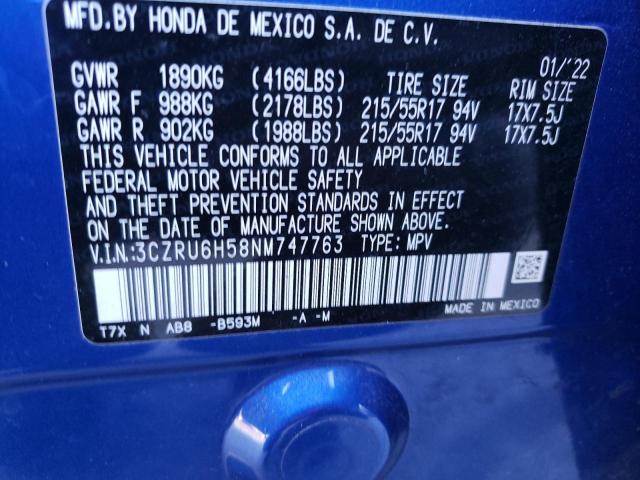 MFD.BY HONDA DE MEXICO S.A. DE C.V.
01/'22
GVWR 1890KG (4166LBS) TIRE SIZE RIM SIZE
GAWR F 988KG (2178LBS) 215/55R17 94V 17X7.5J
GAWR R 902KG (1988LBS) 215/55R17 94V 17X7.5J
THIS VEHICLE CONFORMS TO ALL APPLICABLE
FEDERAL MOTOR VEHICLE SAFETY
AND THEFT PREVENTION STANDARDS IN EFFECT
ON THE DATE OF MANUFACTURE SHOWN ABOVE.
V.I.N:3CZRU6H58NM747763 TYPE: MPV
MADE IN MEXICO
T7X N AB8 -B593M -A -M